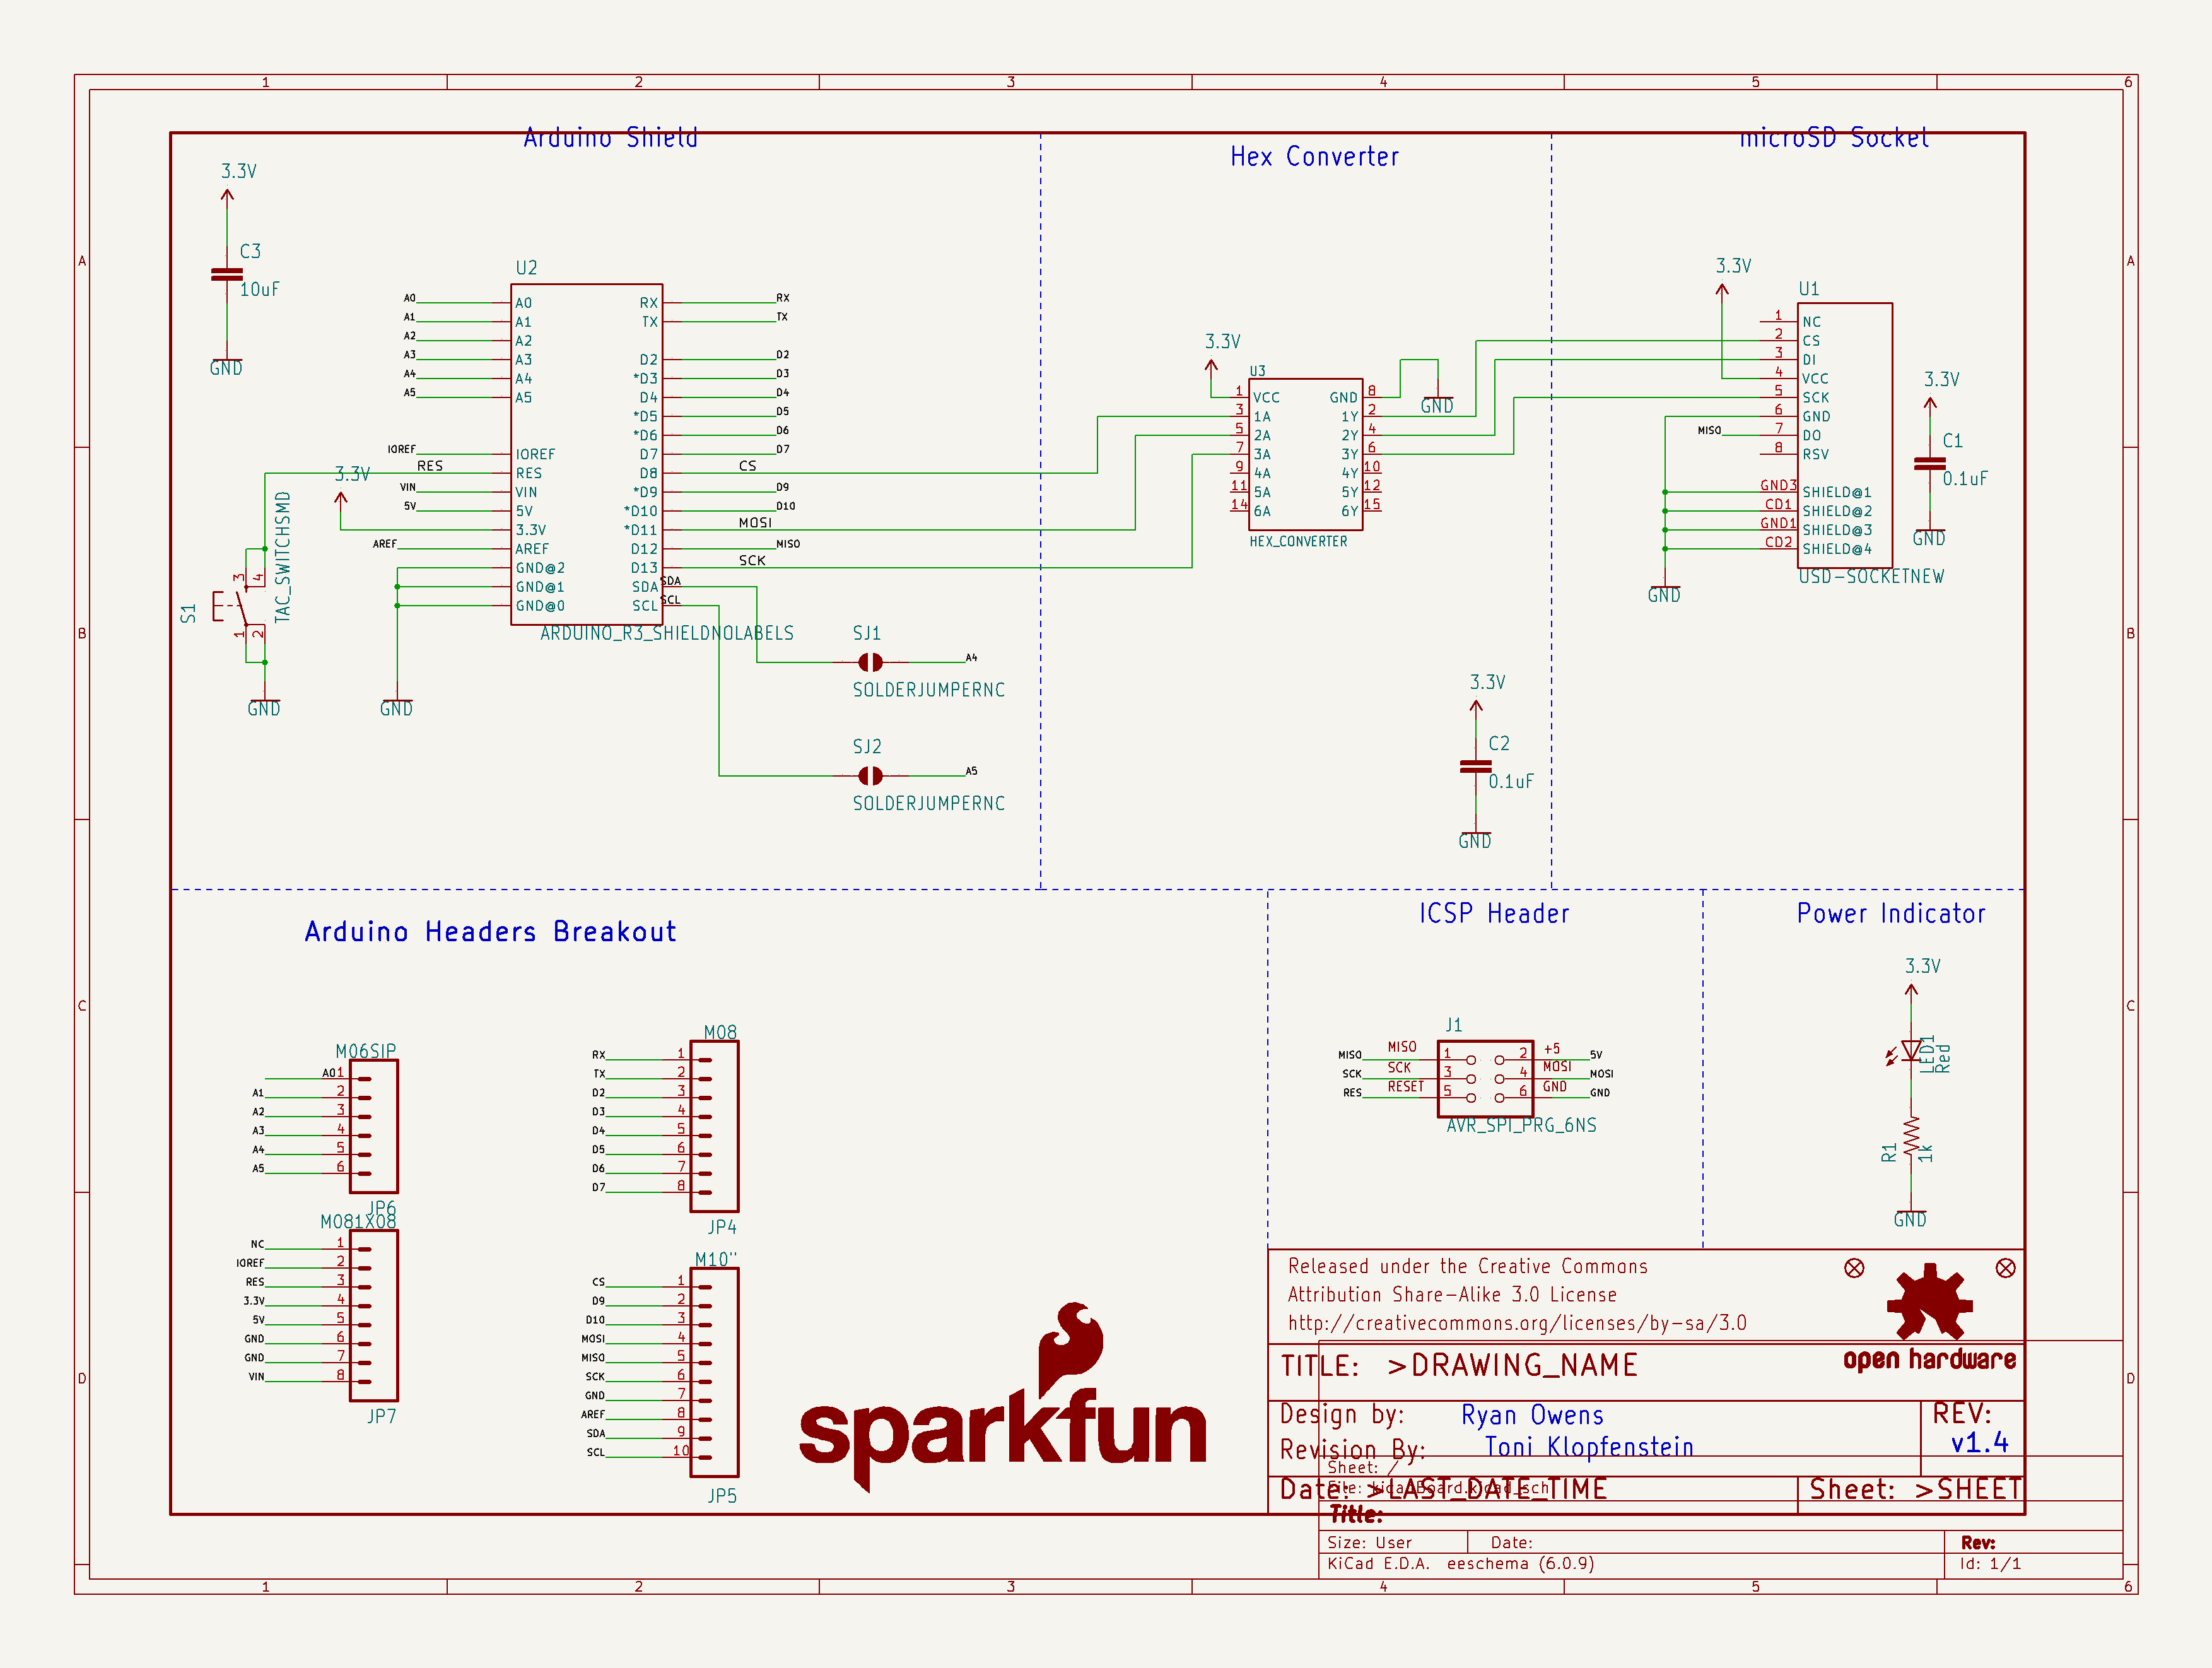 1 2 3 4 5 6
A
B
C
D
A
B
C
D
Arduino Shield
Hex Converter
microSD Socket
3.3V
C3
10uF
GND
U2
A0 A0 RX RX
A1 A1 TX TX
A2 A2
A3 A3 D2 D2
A4 A4 *D3 D3
A5 A5 D4 D4
*D5 D5
*D6 D6
IOREF IOREF D7 D7
RES RES D8 CS
VIN VIN *D9 D9
5V 5V *D10 D10
3.3V 3.3V *D11 MOSI
AREF AREF D12 MISO
GND@2 D13 SCK
GND@1 SDA SDA
GND@0 SCL SCL
ARDUINO_R3_SHIELDNOLABELS
GND
S1
TAC_SWITCHSMD
3 4
1 2
GND
SJ1
A4
SOLDERJUMPERNC
SJ2
A5
SOLDERJUMPERNC
3.3V
U3
1 VCC GND 8
3 1A 1Y 2
5 2A 2Y 4
7 3A 3Y 6
9 4A 4Y 10
11 5A 5Y 12
14 6A 6Y 15
HEX_CONVERTER
GND
3.3V
C2
0.1uF
GND
3.3V
U1
1 NC
2 CS
3 DI
4 VCC
5 SCK
6 GND
MISO 7 DO
8 RSV
GND3 SHIELD@1
CD1 SHIELD@2
GND1 SHIELD@3
CD2 SHIELD@4
USD-SOCKETNEW
GND
3.3V
C1
0.1uF
GND
Arduino Headers Breakout
M06SIP
A0 1
A1 2
A2 3
A3 4
A4 5
A5 6
JP6
M081X08
NC 1
IOREF 2
RES 3
3.3V 4
5V 5
GND 6
GND 7
VIN 8
JP7
M08
RX 1
TX 2
D2 3
D3 4
D4 5
D5 6
D6 7
D7 8
JP4
M10"
CS 1
D9 2
D10 3
MOSI 4
MISO 5
SCK 6
GND 7
AREF 8
SDA 9
SCL 10
JP5
sparkfun
ICSP Header
J1
MISO MISO 1 2 +5 5V
SCK SCK 3 4 MOSI MOSI
RES RESET 5 6 GND GND
AVR_SPI_PRG_6NS
Power Indicator
3.3V
LED1
Red
R1
1k
GND
Released under the Creative Commons
Attribution Share-Alike 3.0 License
http://creativecommons.org/licenses/by-sa/3.0
open hardware
TITLE: >DRAWING_NAME
Design by: Ryan Owens
REV:
v1.4
Revision By: Toni Klopfenstein
Sheet: /
File: kicadBoard.kicad_sch
Date: >LAST_DATE_TIME
Sheet: >SHEET
Title:
Size: User Date: Rev:
KiCad E.D.A. eeschema (6.0.9) Id: 1/1
1 2 3 4 5 6